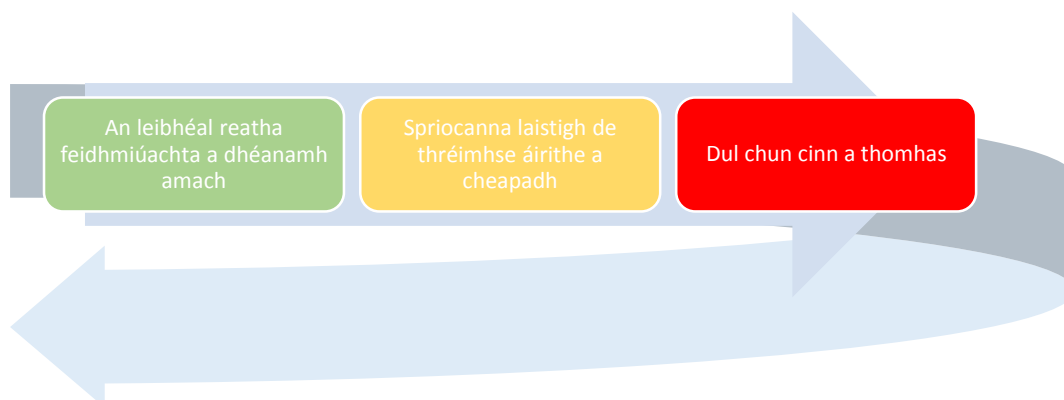 An leibhéal reatha
feidhmiúachta a dhéanamh
amach
Spriocanna laistigh de
thréimhse áirithe a
cheapadh
Dul chun cinn a thomhas